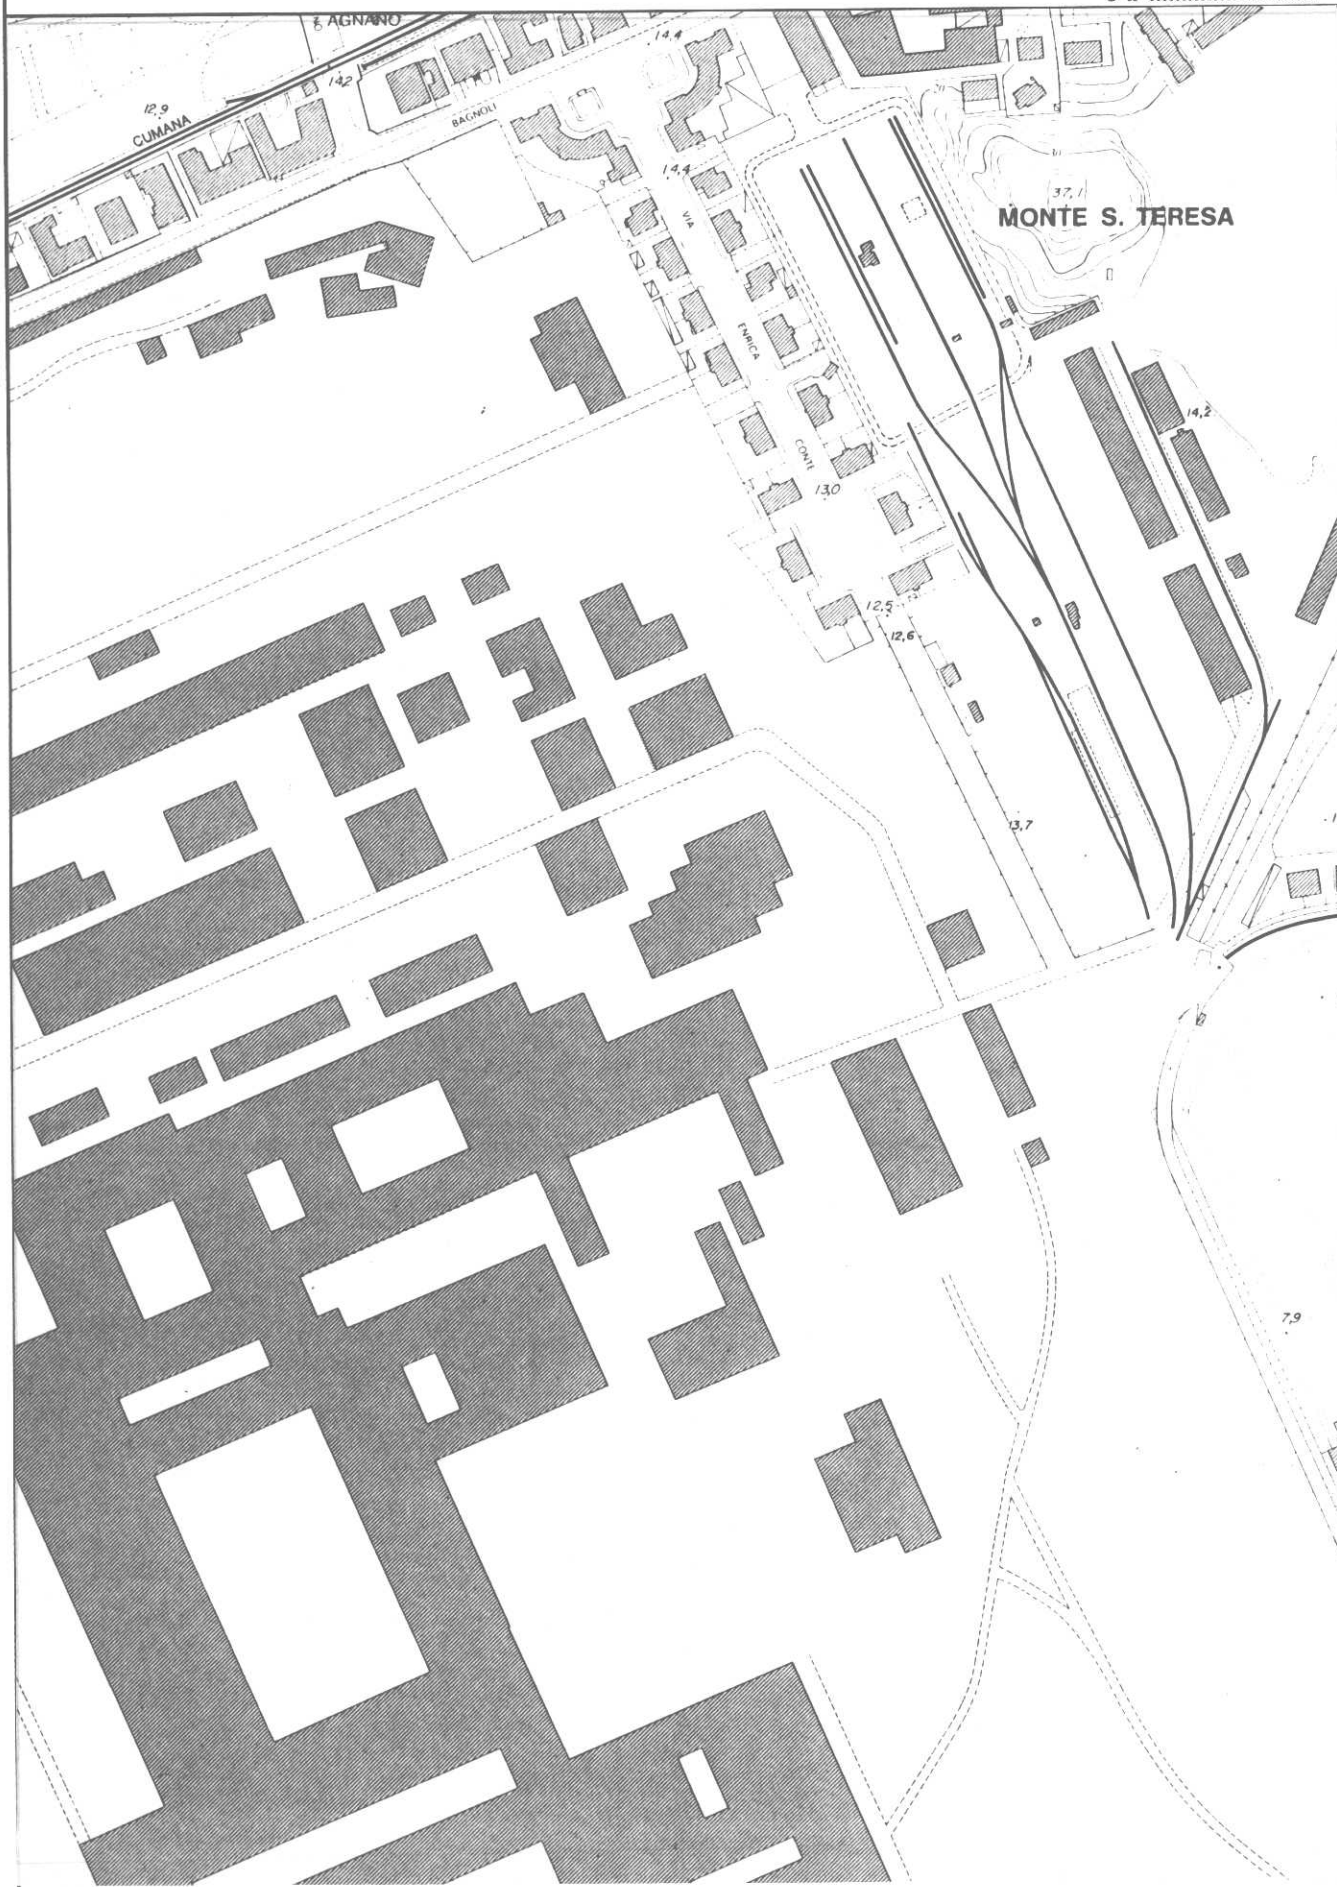 AGNANO
14.4
14,2
12,9
CUMANA
BAGNOLI
14,4
37,1
MONTE S. TERESA
VIA
ENRICA
14,2
CONTE
13,0
12,5
12,6
13,7
7,9